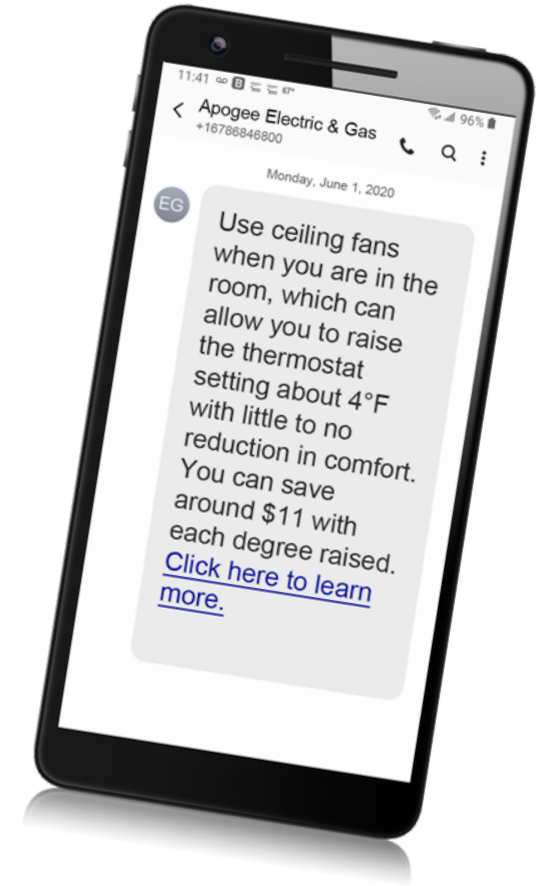 11:41 B 67°
96%
Apogee Electric & Gas
+16786846800
Monday, June 1, 2020
EG
Use ceiling fans
when you are in the
room, which can
allow you to raise
the thermostat
setting about 4°F
with little to no
reduction in comfort.
You can save
around $11 with
each degree raised.
Click here to learn
more.